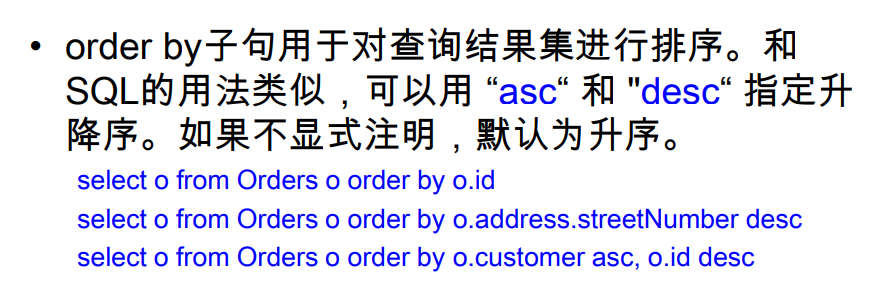 • order by子句用于对查询结果集进行排序。和
SQL的用法类似，可以用 “asc“ 和 "desc“ 指定升
降序。如果不显式注明，默认为升序。
select o from Orders o order by o.id
select o from Orders o order by o.address.streetNumber desc
select o from Orders o order by o.customer asc, o.id desc